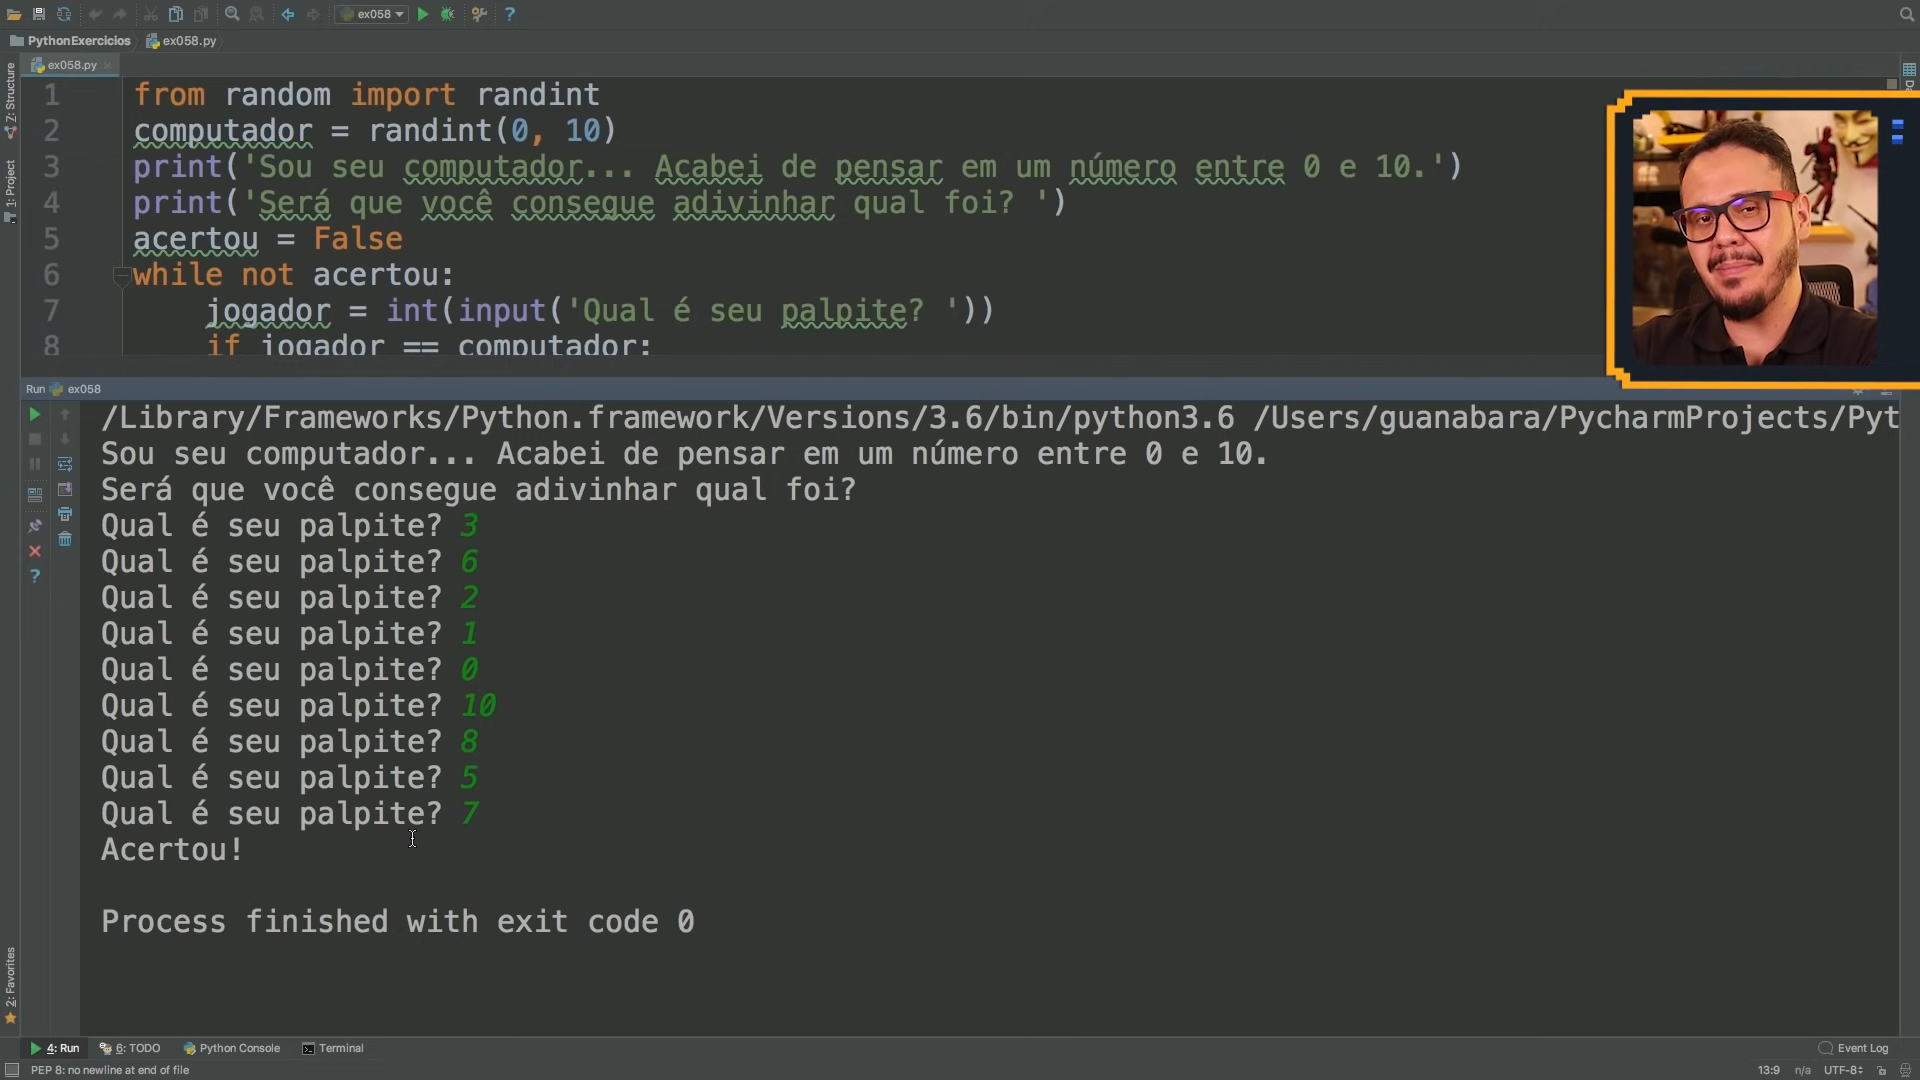 ex058
PythonExercicios
ex058.py
ex058.py
Z: Structure
1: Project
1 from random import randint
2 computador = randint(0, 10)
3 print('Sou seu computador... Acabei de pensar em um número entre 0 e 10.')
4 print('Será que você consegue adivinhar qual foi? ')
5 acertou = False
6 while not acertou:
7 jogador = int(input('Qual é seu palpite? '))
8 if jogador == computador:
Run ex058
/Library/Frameworks/Python.framework/Versions/3.6/bin/python3.6 /Users/guanabara/PycharmProjects/Pyt
Sou seu computador... Acabei de pensar em um número entre 0 e 10.
Será que você consegue adivinhar qual foi?
Qual é seu palpite? 3
Qual é seu palpite? 6
Qual é seu palpite? 2
Qual é seu palpite? 1
Qual é seu palpite? 0
Qual é seu palpite? 10
Qual é seu palpite? 8
Qual é seu palpite? 5
Qual é seu palpite? 7
Acertou!
Process finished with exit code 0
2: Favorites
4: Run 6: TODO Python Console Terminal Event Log
PEP 8: no newline at end of file 13:9 n/a UTF-8